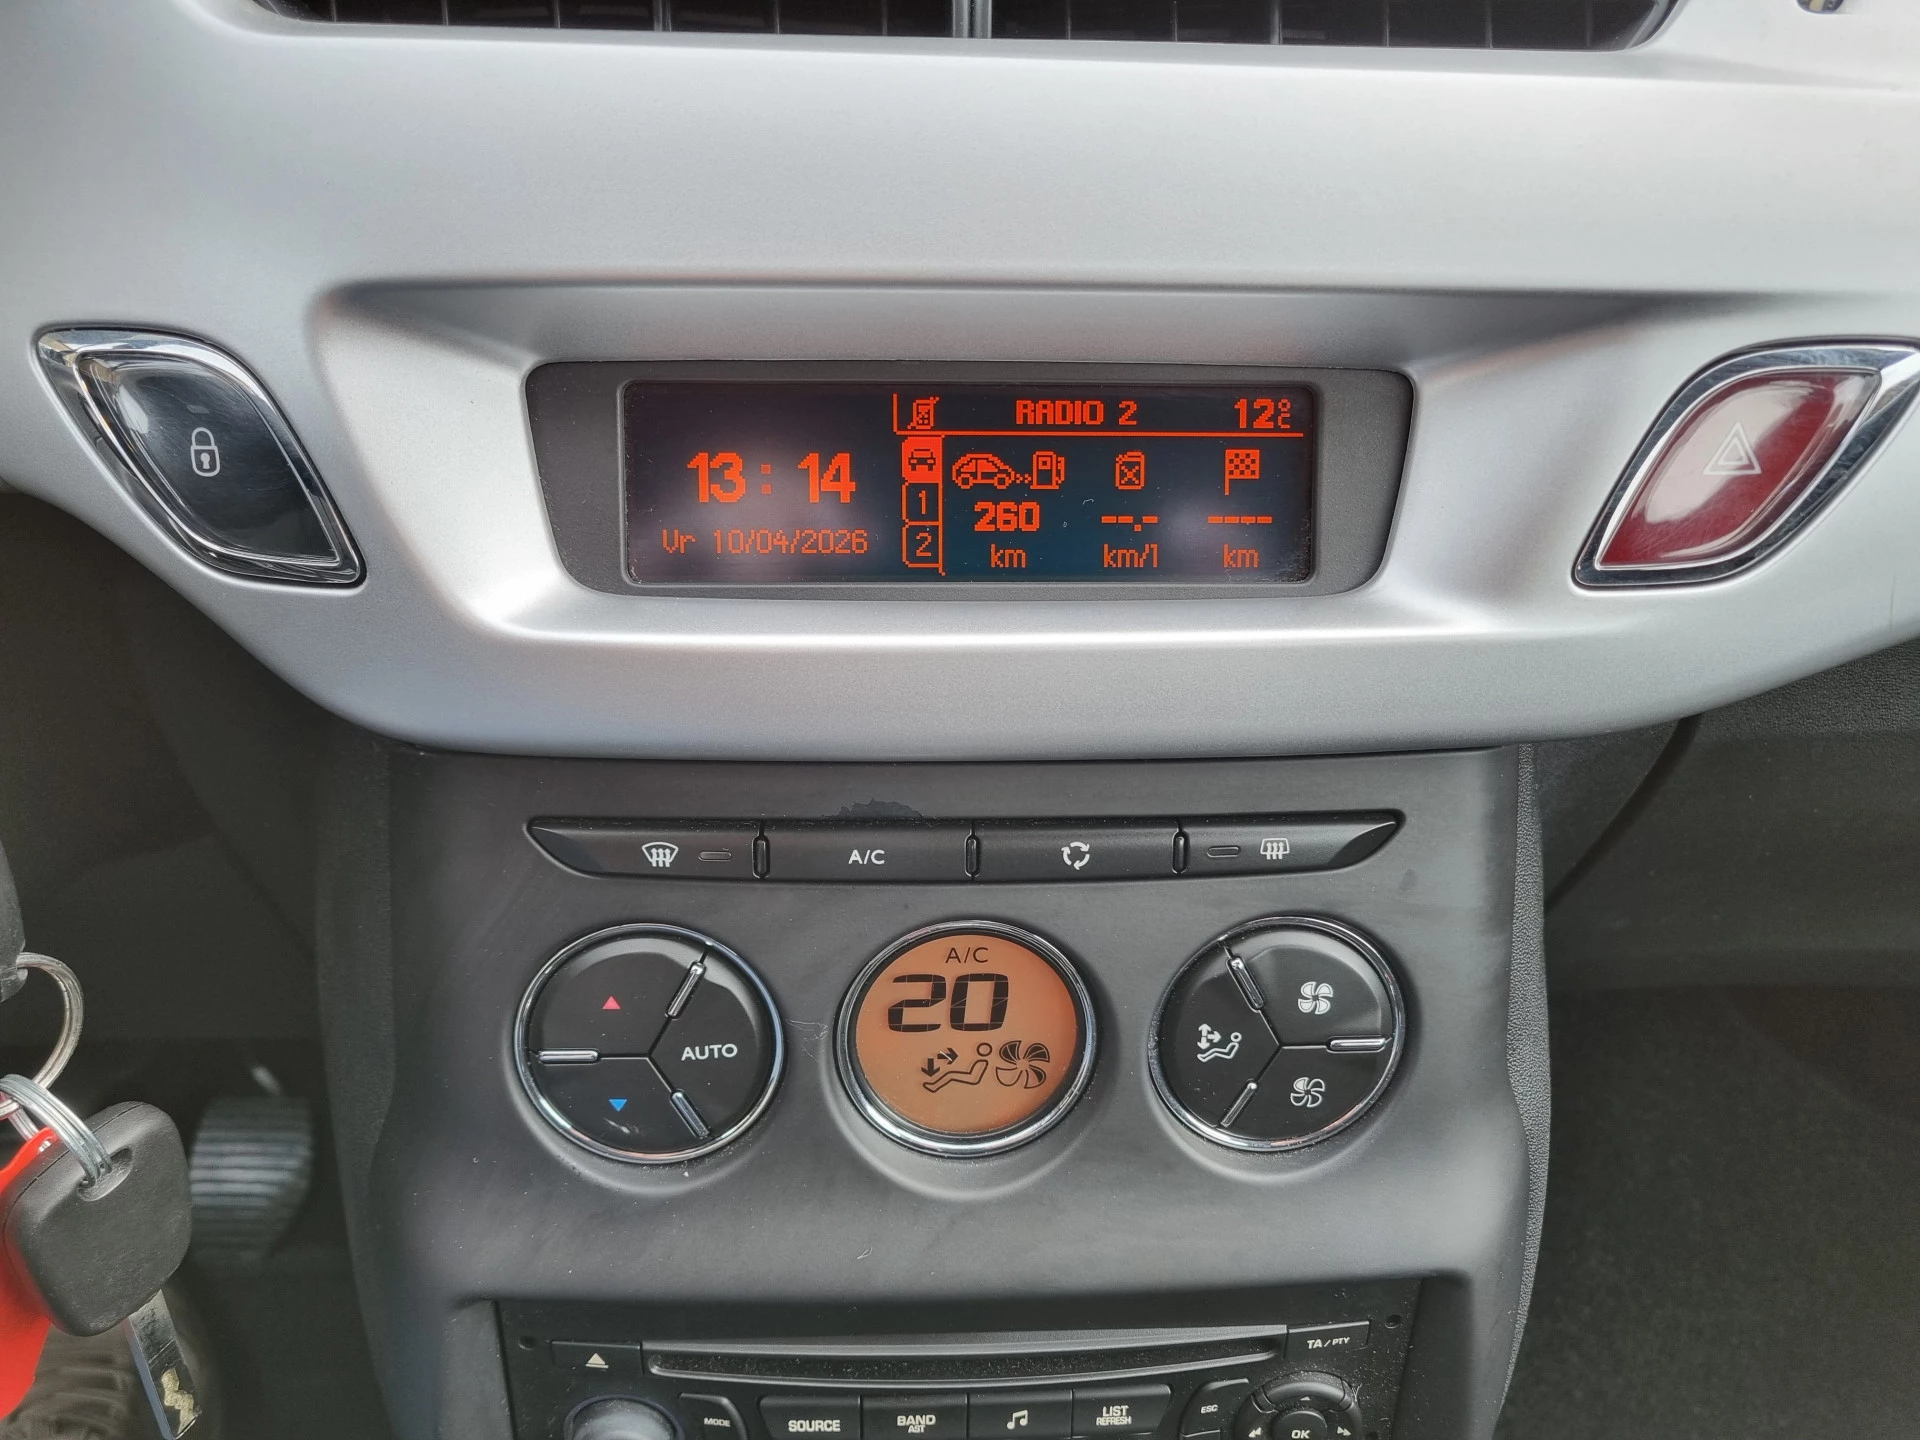 RADIO 2 12°C
13:14
Vr 10/04/2026
1
2
260 --.- ----
km km/l km
A/C
A/C
20
AUTO
TA/PTY
MODE SOURCE BAND AST LIST REFRESH ESC OK